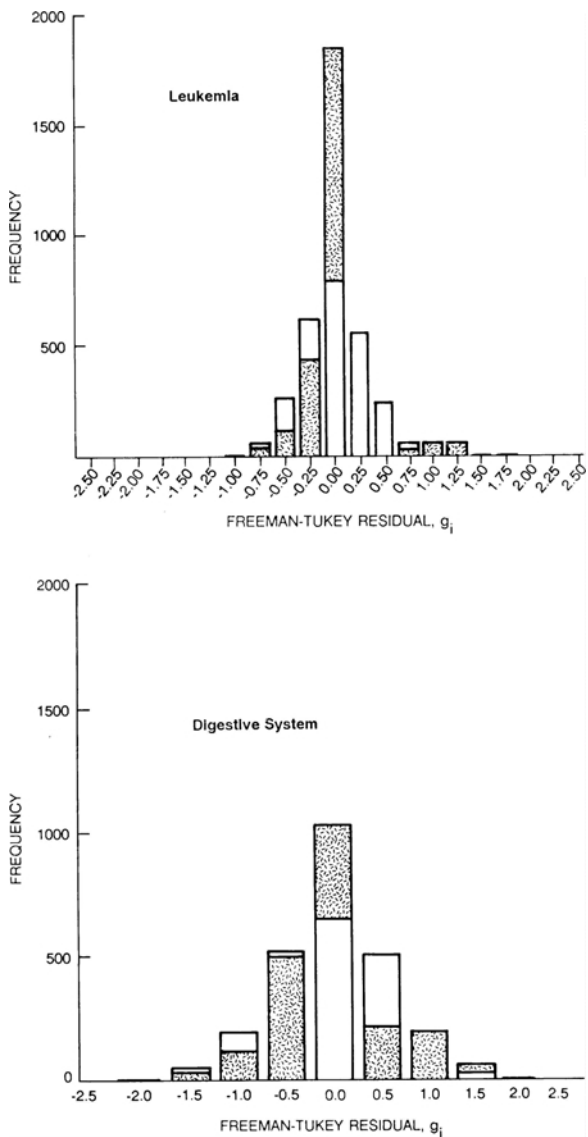 2000
Leukemia
1500
FREQUENCY
1000
500
-2.50 -2.25 -2.00 -1.75 -1.50 -1.25 -1.00 -0.75 -0.50 -0.25 0.00 0.25 0.50 0.75 1.00 1.25 1.50 1.75 2.00 2.25 2.50
FREEMAN-TUKEY RESIDUAL, gi
2000
1500
Digestive System
FREQUENCY
1000
500
0
-2.5 -2.0 -1.5 -1.0 -0.5 0.0 0.5 1.0 1.5 2.0 2.5
FREEMAN-TUKEY RESIDUAL, gi